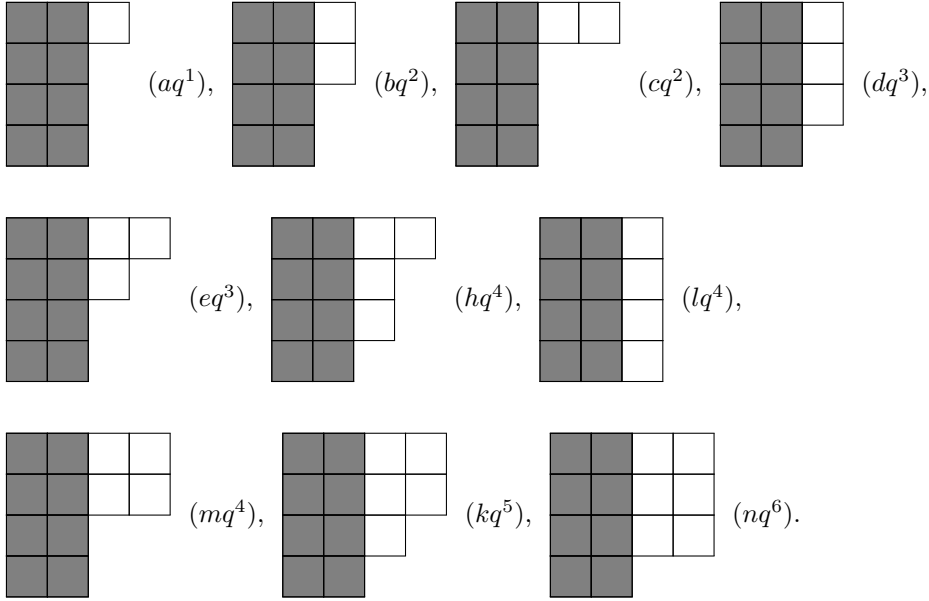 (aq^1), (bq^2), (cq^2), (dq^3),
(eq^3), (hq^4), (lq^4),
(mq^4), (kq^5), (nq^6).